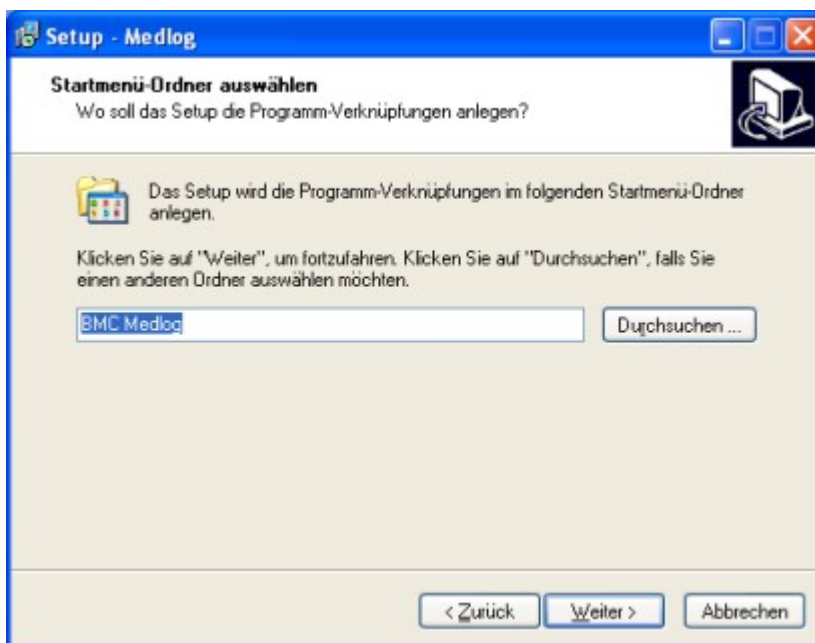 Setup - Medlog
Startmenü-Ordner auswählen
Wo soll das Setup die Programm-Verknüpfungen anlegen?
Das Setup wird die Programm-Verknüpfungen im folgenden Startmenü-Ordner
anlegen.
Klicken Sie auf "Weiter", um fortzufahren. Klicken Sie auf "Durchsuchen", falls Sie
einen anderen Ordner auswählen möchten.
BMC Medlog
Durchsuchen ...
< Zurück
Weiter >
Abbrechen